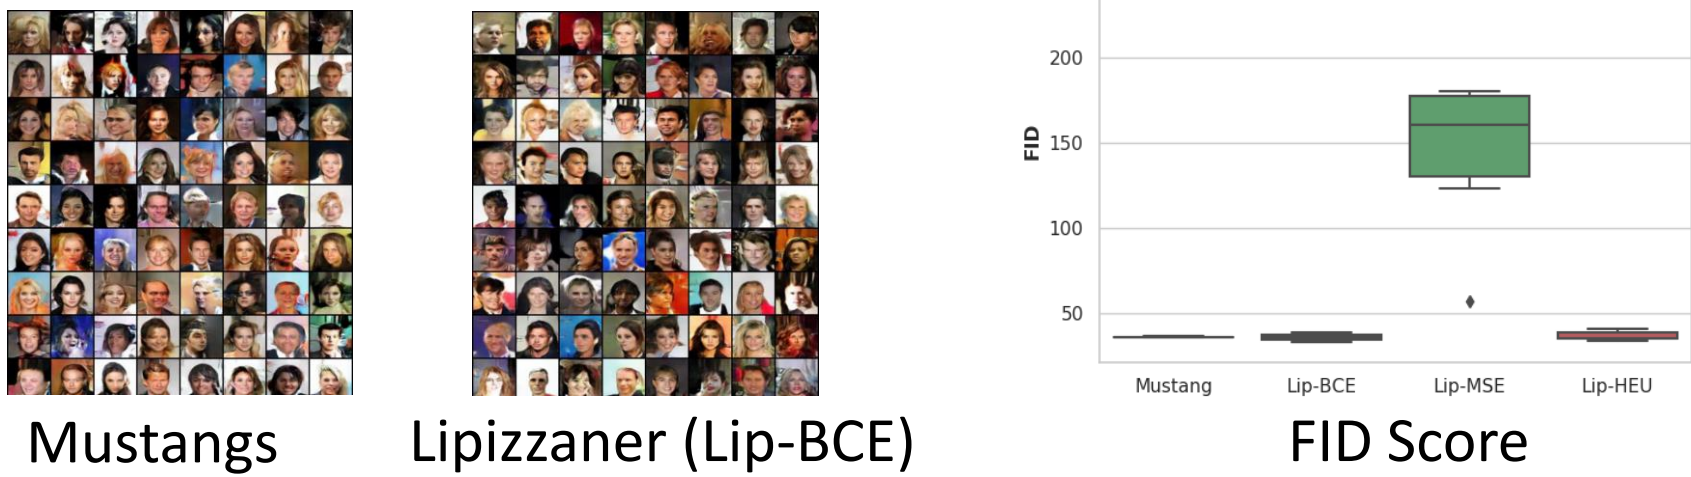 200
FID
150
100
50
Mustang Lip-BCE Lip-MSE Lip-HEU
Mustangs Lipizzaner (Lip-BCE) FID Score